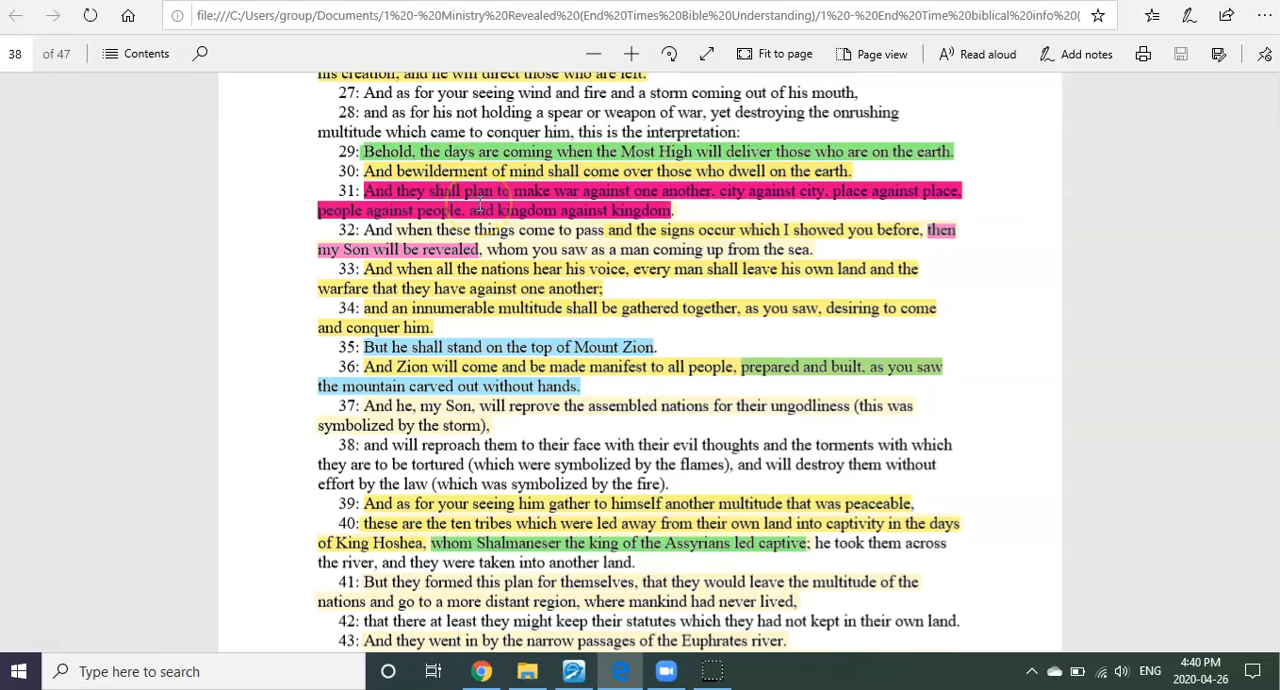 file:///C:/Users/group/Documents/1%20-%20Ministry%20Revealed%20(End%20Times%20Bible%20Understanding)/1%20-%20End%20Time%20biblical%20info%20(
38 of 47 Contents Fit to page Page view Read aloud Add notes
his creation, and he will direct those who are left.
27: And as for your seeing wind and fire and a storm coming out of his mouth,
28: and as for his not holding a spear or weapon of war, yet destroying the onrushing
multitude which came to conquer him, this is the interpretation:
29: Behold, the days are coming when the Most High will deliver those who are on the earth.
30: And bewilderment of mind shall come over those who dwell on the earth.
31: And they shall plan to make war against one another, city against city, place against place,
people against people, and kingdom against kingdom.
32: And when these things come to pass and the signs occur which I showed you before, then
my Son will be revealed, whom you saw as a man coming up from the sea.
33: And when all the nations hear his voice, every man shall leave his own land and the
warfare that they have against one another;
34: and an innumerable multitude shall be gathered together, as you saw, desiring to come
and conquer him.
35: But he shall stand on the top of Mount Zion.
36: And Zion will come and be made manifest to all people, prepared and built, as you saw
the mountain carved out without hands.
37: And he, my Son, will reprove the assembled nations for their ungodliness (this was
symbolized by the storm),
38: and will reproach them to their face with their evil thoughts and the torments with which
they are to be tortured (which were symbolized by the flames), and will destroy them without
effort by the law (which was symbolized by the fire).
39: And as for your seeing him gather to himself another multitude that was peaceable,
40: these are the ten tribes which were led away from their own land into captivity in the days
of King Hoshea, whom Shalmaneser the king of the Assyrians led captive; he took them across
the river, and they were taken into another land.
41: But they formed this plan for themselves, that they would leave the multitude of the
nations and go to a more distant region, where mankind had never lived,
42: that there at least they might keep their statutes which they had not kept in their own land.
43: And they went in by the narrow passages of the Euphrates river.
Type here to search
ENG
4:40 PM
2020-04-26